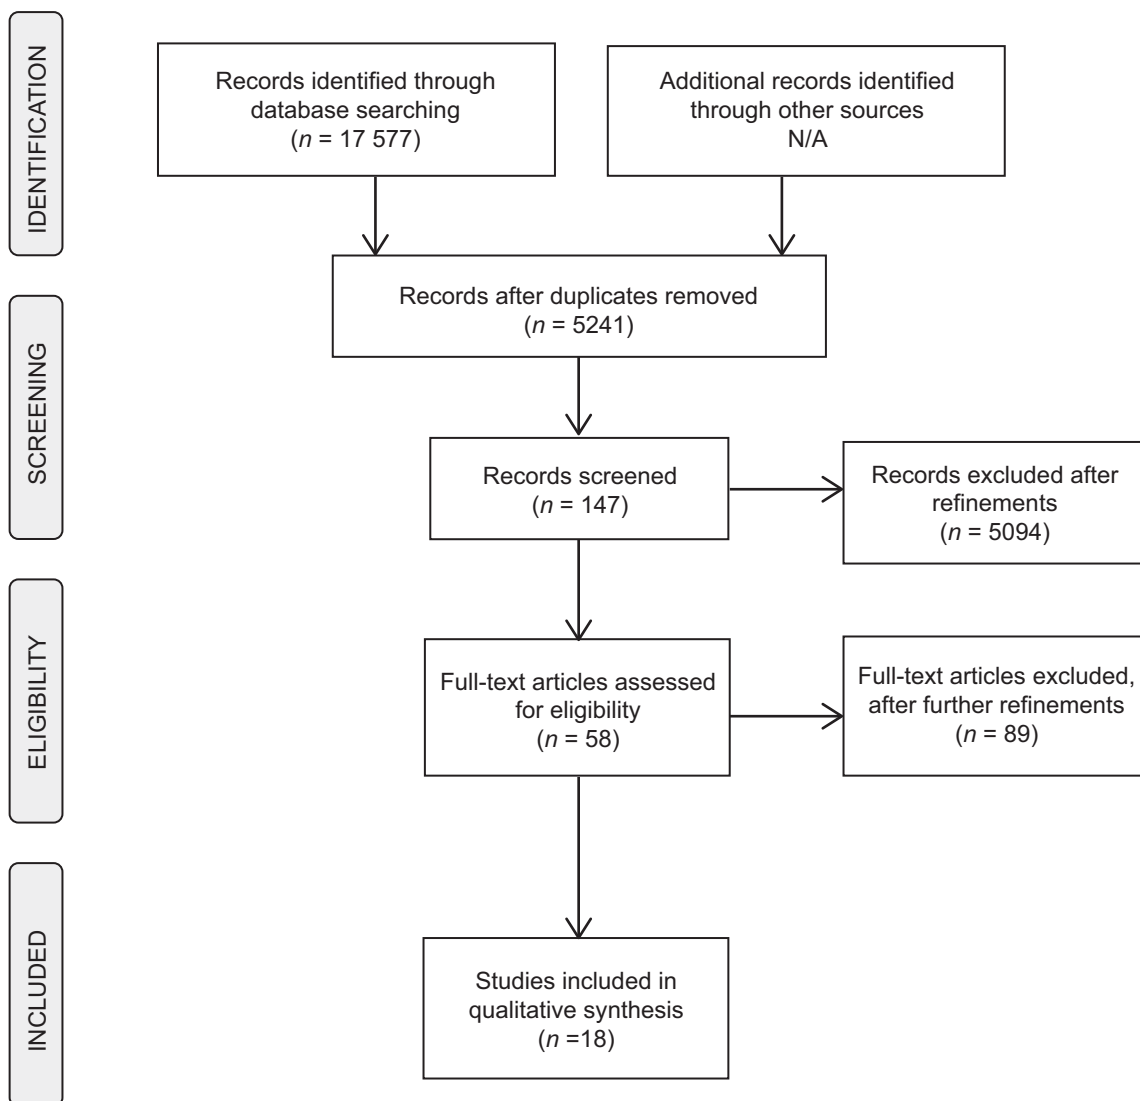 IDENTIFICATION
Records identified through
database searching
(n = 17 577)
Additional records identified
through other sources
N/A
Records after duplicates removed
(n = 5241)
SCREENING
Records screened
(n = 147)
Records excluded after
refinements
(n = 5094)
ELIGIBILITY
Full-text articles assessed
for eligibility
(n = 58)
Full-text articles excluded,
after further refinements
(n = 89)
INCLUDED
Studies included in
qualitative synthesis
(n =18)